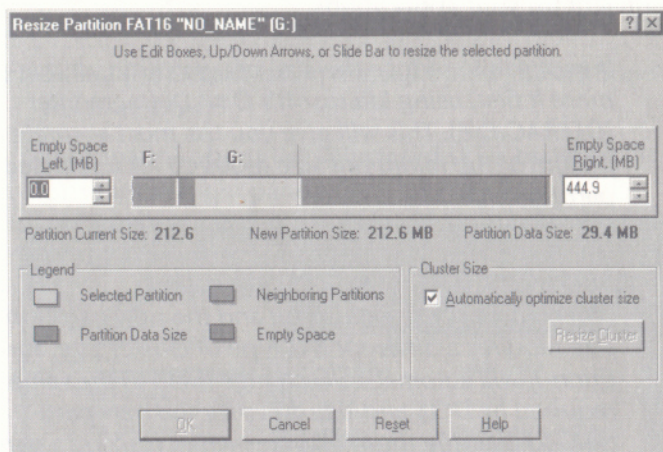 Resize Partition FAT16 "NO_NAME" (G:)
Use Edit Boxes, Up/Down Arrows, or Slide Bar to resize the selected partition.
Empty Space
Left, (MB)
0.0
F:
G:
Empty Space
Right, (MB)
444.9
Partition Current Size: 212.6 New Partition Size: 212.6 MB Partition Data Size: 29.4 MB
Legend
Selected Partition
Neighboring Partitions
Partition Data Size
Empty Space
Cluster Size
Automatically optimize cluster size
Resize Cluster
OK Cancel Reset Help